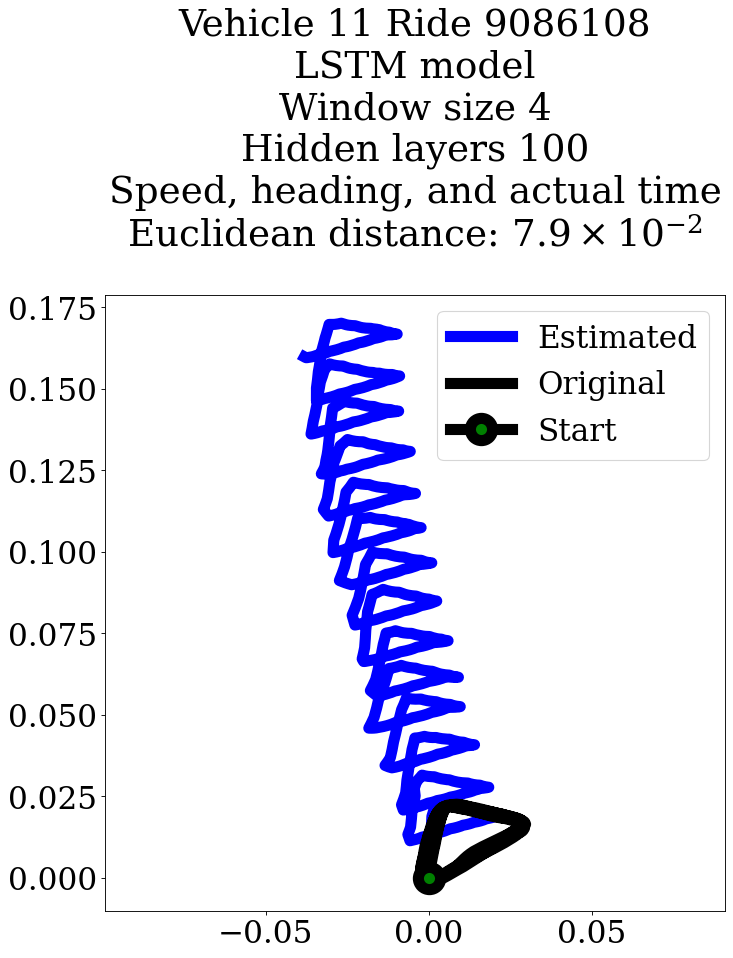 Vehicle 11 Ride 9086108
LSTM model
Window size 4
Hidden layers 100
Speed, heading, and actual time
Euclidean distance: 7.9 × 10⁻²
Estimated
Original
Start
0.175
0.150
0.125
0.100
0.075
0.050
0.025
0.000
−0.05 0.00 0.05